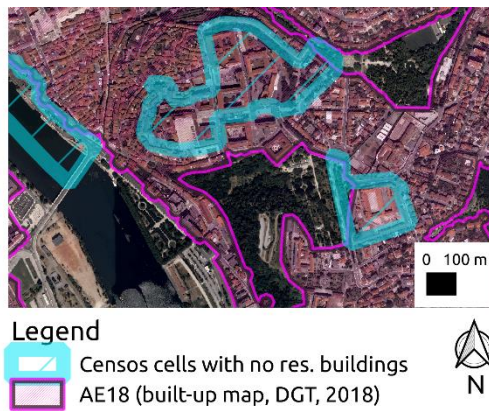 0 100 m
Legend
Censos cells with no res. buildings
AE18 (built-up map, DGT, 2018)
N